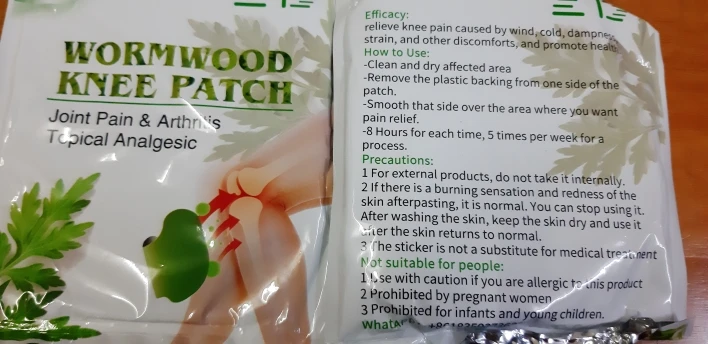 WORMWOOD
KNEE PATCH
Joint Pain & Arthritis
Topical Analgesic
Efficacy:
relieve knee pain caused by wind, cold, dampness,
strain, and other discomforts, and promote health
How to Use:
-Clean and dry affected area
-Remove the plastic backing from one side of the
patch.
-Smooth that side over the area where you want
pain relief.
-8 Hours for each time, 5 times per week for a
process.
Precautions:
1 For external products, do not take it internally.
2 If there is a burning sensation and redness of the
skin afterpasting, it is normal. You can stop using it.
After washing the skin, keep the skin dry and use it
after the skin returns to normal.
3 The sticker is not a substitute for medical treatment
Not suitable for people:
1 Use with caution if you are allergic to this product
2 Prohibited by pregnant women
3 Prohibited for infants and young children.